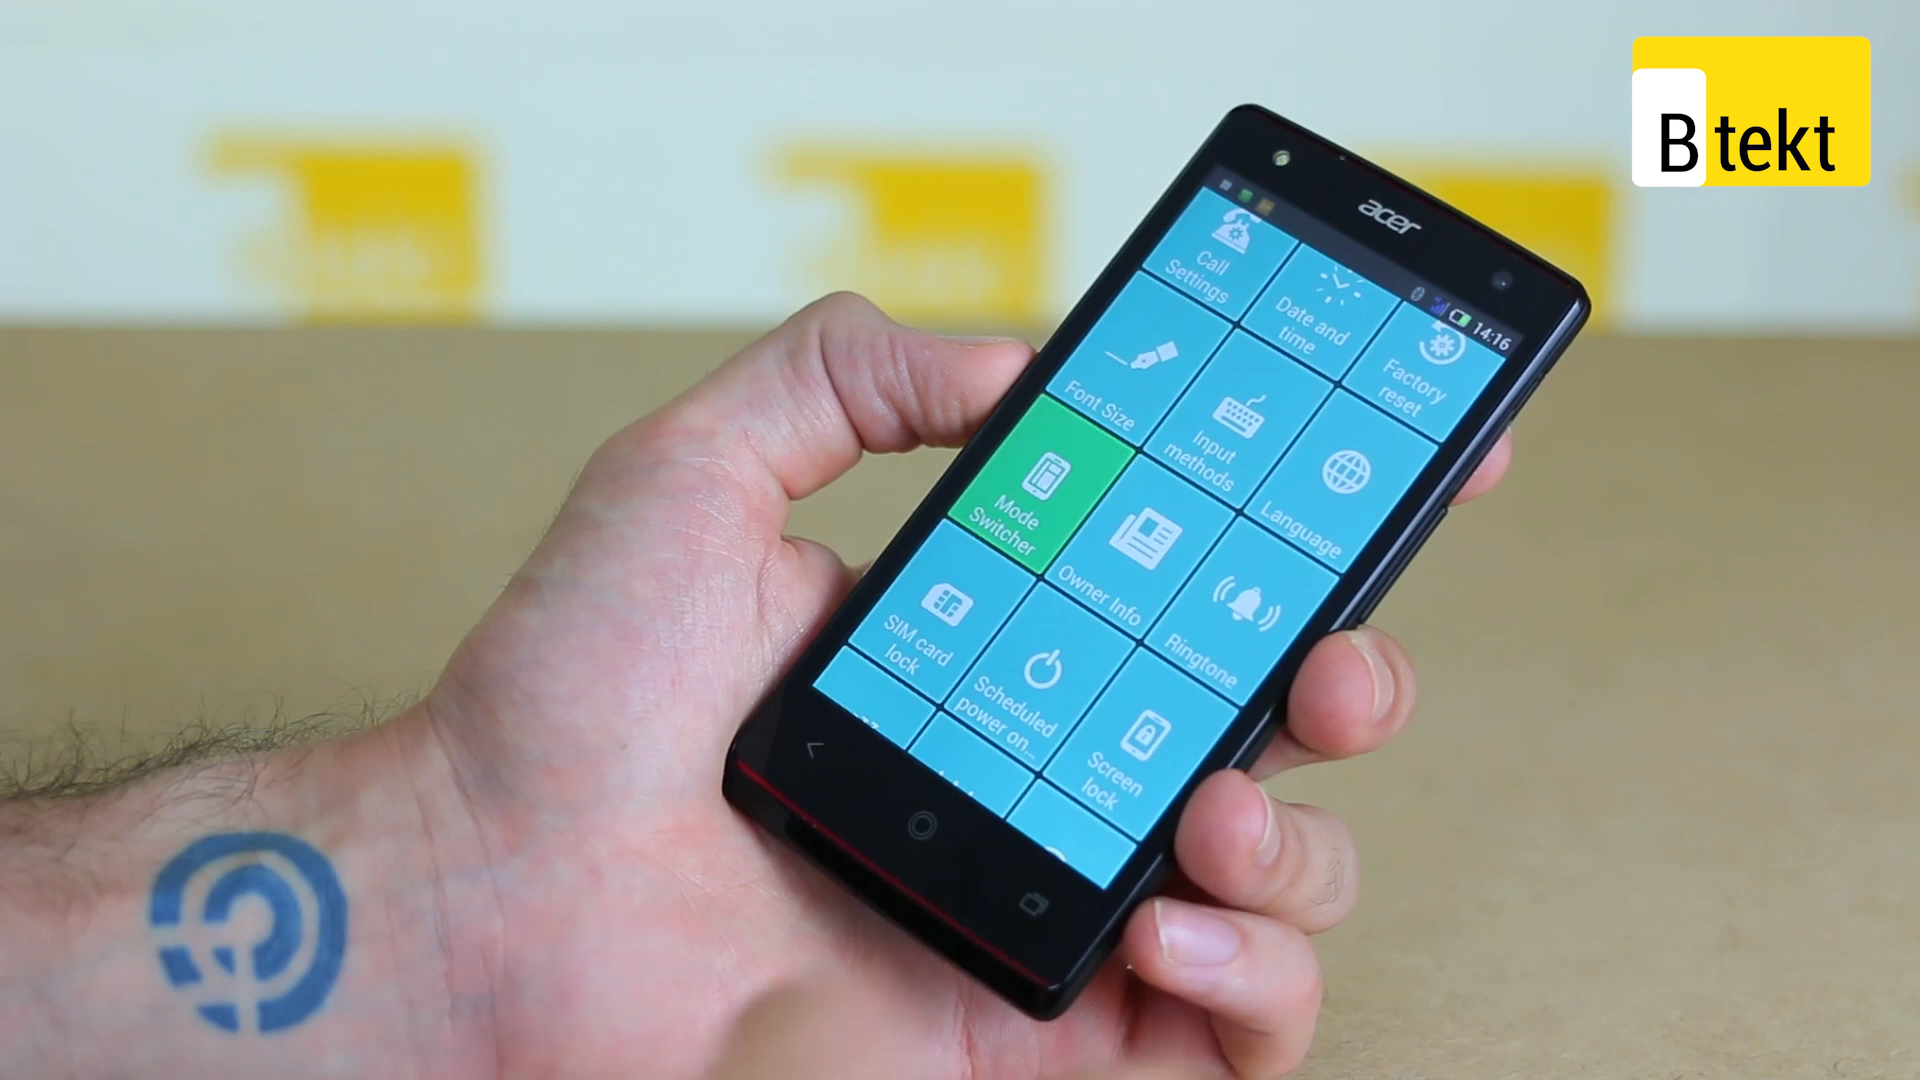 Btekt
acer
14:16
Call
Settings
Date and
time
Factory
reset
Font Size
Input
methods
Language
Mode
Switcher
Owner Info
Ringtone
SIM card
lock
Scheduled
power on...
Screen
lock